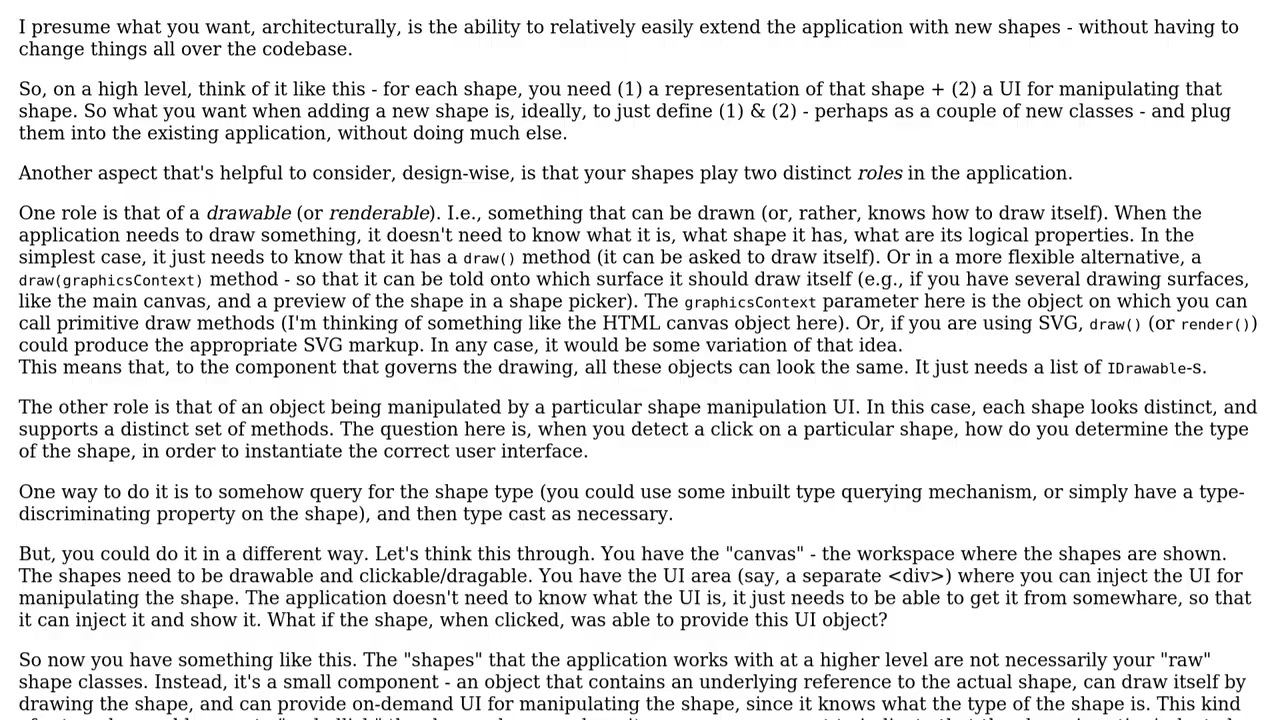 I presume what you want, architecturally, is the ability to relatively easily extend the application with new shapes - without having to
change things all over the codebase.
So, on a high level, think of it like this - for each shape, you need (1) a representation of that shape + (2) a UI for manipulating that
shape. So what you want when adding a new shape is, ideally, to just define (1) & (2) - perhaps as a couple of new classes - and plug
them into the existing application, without doing much else.
Another aspect that's helpful to consider, design-wise, is that your shapes play two distinct roles in the application.
One role is that of a drawable (or renderable). I.e., something that can be drawn (or, rather, knows how to draw itself). When the
application needs to draw something, it doesn't need to know what it is, what shape it has, what are its logical properties. In the
simplest case, it just needs to know that it has a draw() method (it can be asked to draw itself). Or in a more flexible alternative, a
draw(graphicsContext) method - so that it can be told onto which surface it should draw itself (e.g., if you have several drawing surfaces,
like the main canvas, and a preview of the shape in a shape picker). The graphicsContext parameter here is the object on which you can
call primitive draw methods (I'm thinking of something like the HTML canvas object here). Or, if you are using SVG, draw() (or render())
could produce the appropriate SVG markup. In any case, it would be some variation of that idea.
This means that, to the component that governs the drawing, all these objects can look the same. It just needs a list of IDrawable-s.
The other role is that of an object being manipulated by a particular shape manipulation UI. In this case, each shape looks distinct, and
supports a distinct set of methods. The question here is, when you detect a click on a particular shape, how do you determine the type
of the shape, in order to instantiate the correct user interface.
One way to do it is to somehow query for the shape type (you could use some inbuilt type querying mechanism, or simply have a type-
discriminating property on the shape), and then type cast as necessary.
But, you could do it in a different way. Let's think this through. You have the "canvas" - the workspace where the shapes are shown.
The shapes need to be drawable and clickable/dragable. You have the UI area (say, a separate <div>) where you can inject the UI for
manipulating the shape. The application doesn't need to know what the UI is, it just needs to be able to get it from somewhare, so that
it can inject it and show it. What if the shape, when clicked, was able to provide this UI object?
So now you have something like this. The "shapes" that the application works with at a higher level are not necessarily your "raw"
shape classes. Instead, it's a small component - an object that contains an underlying reference to the actual shape, can draw itself by
drawing the shape, and can provide on-demand UI for manipulating the shape, since it knows what the type of the shape is. This kind